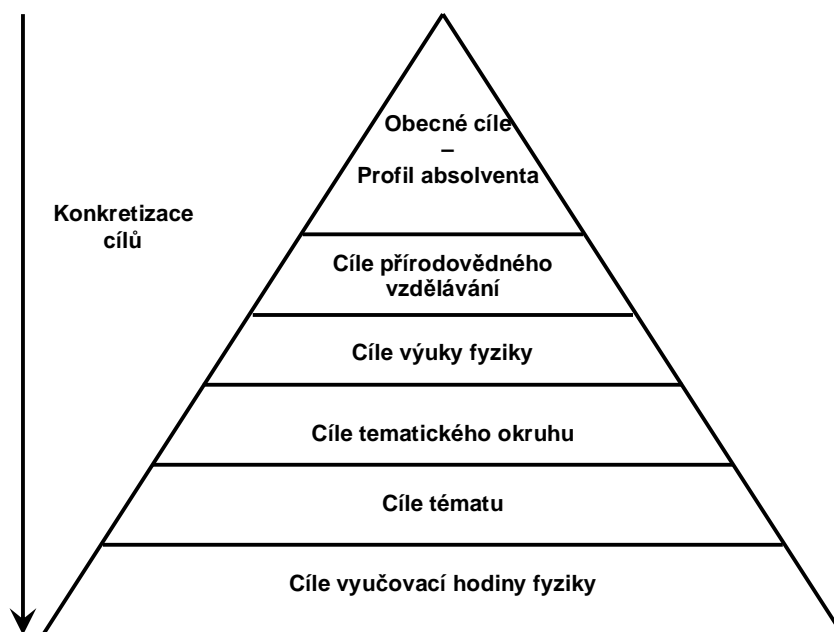 Obecné cíle
–
Profil absolventa
Konkretizace
cílů
Cíle přírodovědného
vzdělávání
Cíle výuky fyziky
Cíle tematického okruhu
Cíle tématu
Cíle vyučovací hodiny fyziky